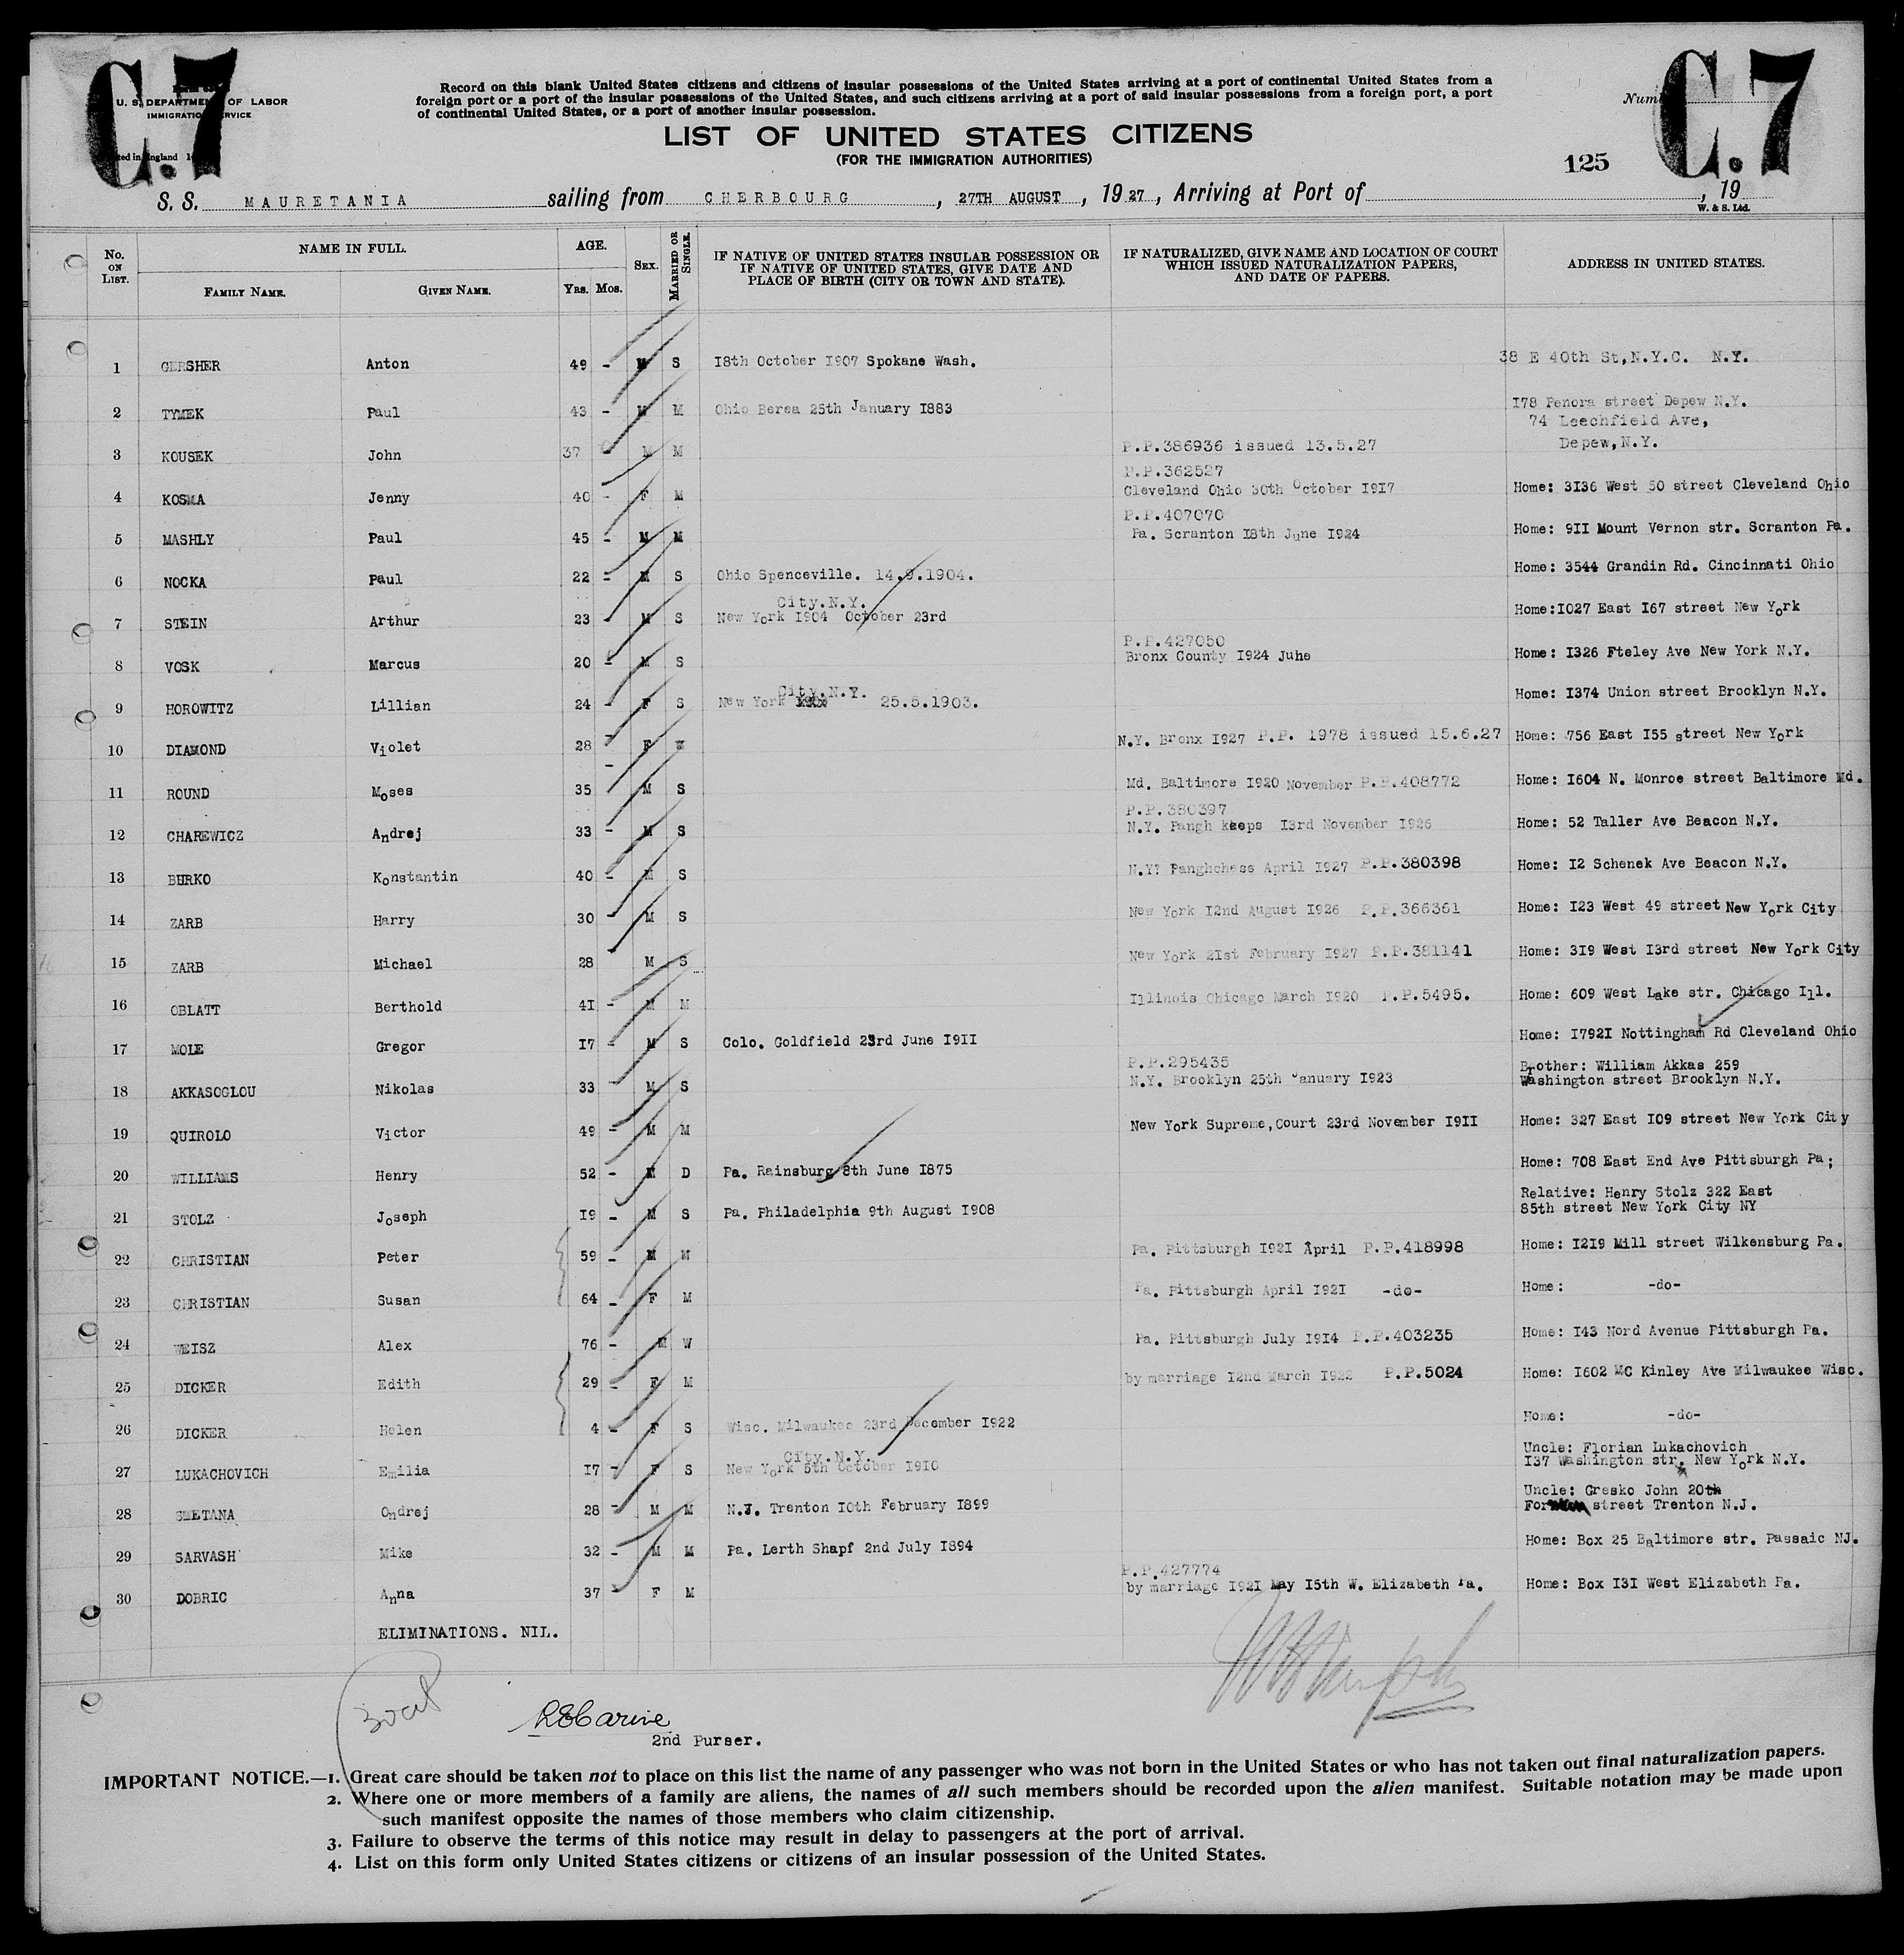 C.7
C.7
U. S. DEPARTMENT OF LABOR
IMMIGRATION SERVICE
Record on this blank United States citizens and citizens of insular possessions of the United States arriving at a port of continental United States from a
foreign port or a port of the insular possessions of the United States, and such citizens arriving at a port of said insular possessions from a foreign port, a port
of continental United States, or a port of another insular possession.
LIST OF UNITED STATES CITIZENS
(FOR THE IMMIGRATION AUTHORITIES)
125
S. S. MAURETANIA sailing from CHERBOURG, 27TH AUGUST, 1927, Arriving at Port of , 19
W. & S. Ltd.
No. ON LIST. NAME IN FULL. FAMILY NAME. GIVEN NAME. AGE. YRS. MOS. SEX. MARRIED OR SINGLE. IF NATIVE OF UNITED STATES INSULAR POSSESSION OR IF NATIVE OF UNITED STATES, GIVE DATE AND PLACE OF BIRTH (CITY OR TOWN AND STATE). IF NATURALIZED, GIVE NAME AND LOCATION OF COURT WHICH ISSUED NATURALIZATION PAPERS, AND DATE OF PAPERS. ADDRESS IN UNITED STATES.
1 GERSHER Anton 49 - M S 18th October 1907 Spokane Wash. 38 E 40th St,N.Y.C. N.Y.
2 TYMEK Paul 43 - M M Ohio Berea 25th January 1883 178 Penora street Depew N.Y.
74 Leechfield Ave,
3 KOUSEK John 37 - M M P.P.386936 issued 13.5.27 Depew,N.Y.
P.P.362527
4 KOSMA Jenny 40 - F M Cleveland Ohio 30th October 1917 Home: 3136 West 50 street Cleveland Ohio
P.P.407070
5 MASHLY Paul 45 - M M Pa. Scranton 18th June 1924 Home: 911 Mount Vernon str. Scranton Pa.
6 NOCKA Paul 22 - M S Ohio Spenceville. 14.9.1904. Home: 3544 Grandin Rd. Cincinnati Ohio
City.N.Y.
7 STEIN Arthur 23 - M S New York 1904 October 23rd Home:1027 East 167 street New York
P.P.427050
8 VOSK Marcus 20 - M S Bronx County 1924 Juhe Home: 1326 Fteley Ave New York N.Y.
City.N.Y.
9 HOROWITZ Lillian 24 - F S New York 25.5.1903. Home: 1374 Union street Brooklyn N.Y.
10 DIAMOND Violet 28 - F N.Y. Bronx 1927 P.P. 1978 issued 15.6.27 Home: 756 East 155 street New York
11 ROUND Moses 35 - M S Md. Baltimore 1920 November P.P.408772 Home: 1604 N. Monroe street Baltimore Md.
P.P.380397
12 CHAREWICZ Andrej 33 - M S N.Y. Pangh keeps 13rd November 1926 Home: 52 Taller Ave Beacon N.Y.
13 BURKO Konstantin 40 - M S N.Y? Panghchess April 1927 P.P.380398 Home: 12 Schenek Ave Beacon N.Y.
14 ZARB Harry 30 - M S New York 12nd August 1926 P.P.366361 Home: 123 West 49 street New York City
15 ZARB Michael 28 M S New York 21st February 1927 P.P.381141 Home: 319 West 13rd street New York City
16 OBLATT Berthold 41 - M M Illinois Chicago March 1920 P.P.5495. Home: 609 West Lake str. Chicago Ill.
17 MOLE Gregor 17 - M S Colo. Goldfield 23rd June 1911 Home: 17921 Nottingham Rd Cleveland Ohio
P.P.295435 Brother: William Akkas 259
18 AKKASOGLOU Nikolas 33 - M S N.Y. Brooklyn 25th January 1923 Washington street Brooklyn N.Y.
19 QUIROLO Victor 49 - M M New York Supreme,Court 23rd November 1911 Home: 327 East 109 street New York City
20 WILLIAMS Henry 52 - M D Pa. Rainsburg 8th June 1875 Home: 708 East End Ave Pittsburgh Pa;
Relative: Henry Stolz 322 East
21 STOLZ Joseph 19 - M S Pa. Philadelphia 9th August 1908 85th street New York City NY
22 CHRISTIAN Peter 59 - M M Pa. Pittsburgh 1921 April P.P.418998 Home: 1219 Mill street Wilkensburg Pa.
23 CHRISTIAN Susan 64 - F M Pa. Pittsburgh April 1921 -do- Home: -do-
24 WEISZ Alex 76 - M W Pa. Pittsburgh July 1914 P.P.403235 Home: 143 Nord Avenue Pittsburgh Pa.
25 DICKER Edith 29 - F M by marriage 12nd March 1922 P.P.5024 Home: 1602 MC Kinley Ave Milwaukee Wisc.
26 DICKER Helen 4 - F S Wisc. Milwaukee 23rd December 1922 Home: -do-
City.N.Y. Uncle: Florian Lukachovich
27 LUKACHOVICH Emilia 17 - F S New York 5th October 1910 137 Washington str. New York N.Y.
Uncle: Gresko John 20th
28 SMETANA Ondrej 28 - M M N.J. Trenton 10th February 1899 street Trenton N.J.
29 SARVASH Mike 32 - M M Pa. Lerth Shapf 2nd July 1894 Home: Box 25 Baltimore str. Passaic NJ.
P.P.427774
30 DOBRIC Anna 37 - F M by marriage 1921 May 15th W. Elizabeth Pa. Home: Box 131 West Elizabeth Pa.
ELIMINATIONS. NIL.
2nd Purser.
IMPORTANT NOTICE.—1. Great care should be taken not to place on this list the name of any passenger who was not born in the United States or who has not taken out final naturalization papers.
2. Where one or more members of a family are aliens, the names of all such members should be recorded upon the alien manifest. Suitable notation may be made upon
such manifest opposite the names of those members who claim citizenship.
3. Failure to observe the terms of this notice may result in delay to passengers at the port of arrival.
4. List on this form only United States citizens or citizens of an insular possession of the United States.